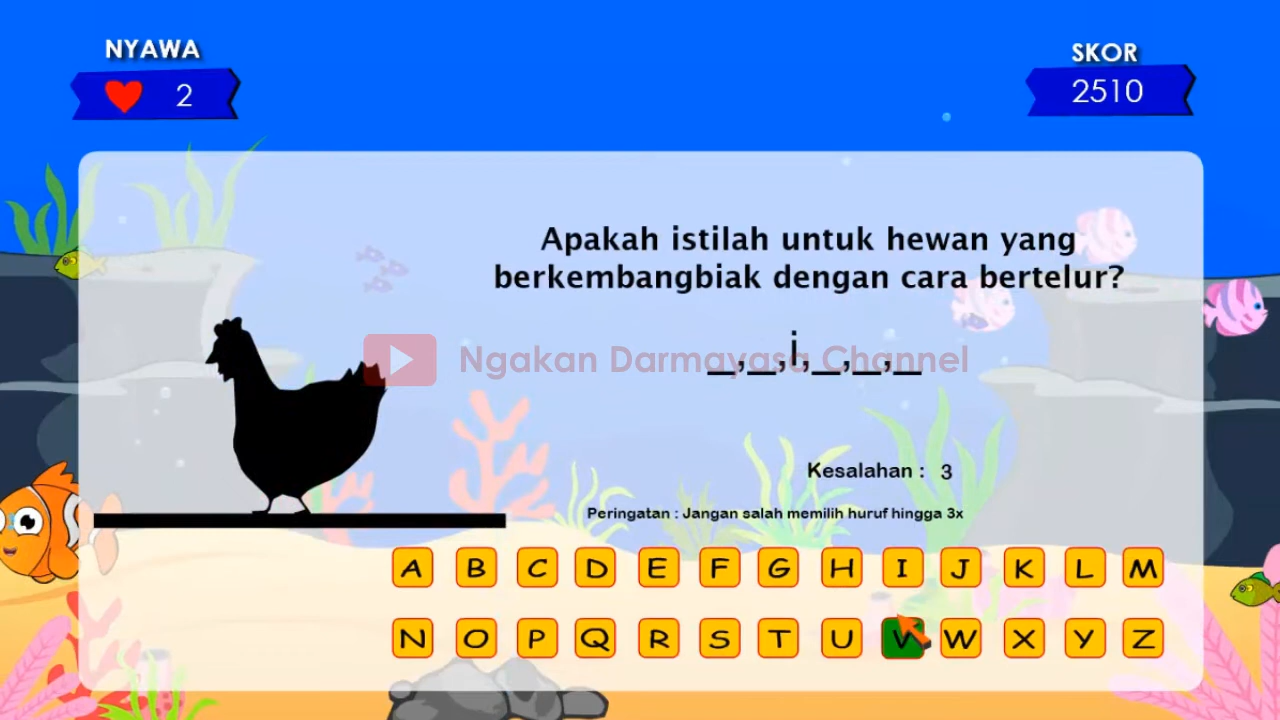 NYAWA
2
SKOR
2510
Apakah istilah untuk hewan yang
berkembangbiak dengan cara bertelur?
_,_,i,_,_,_
Ngakan Darmayasa Channel
Kesalahan : 3
Peringatan : Jangan salah memilih huruf hingga 3x
A B C D E F G H I J K L M
N O P Q R S T U V W X Y Z